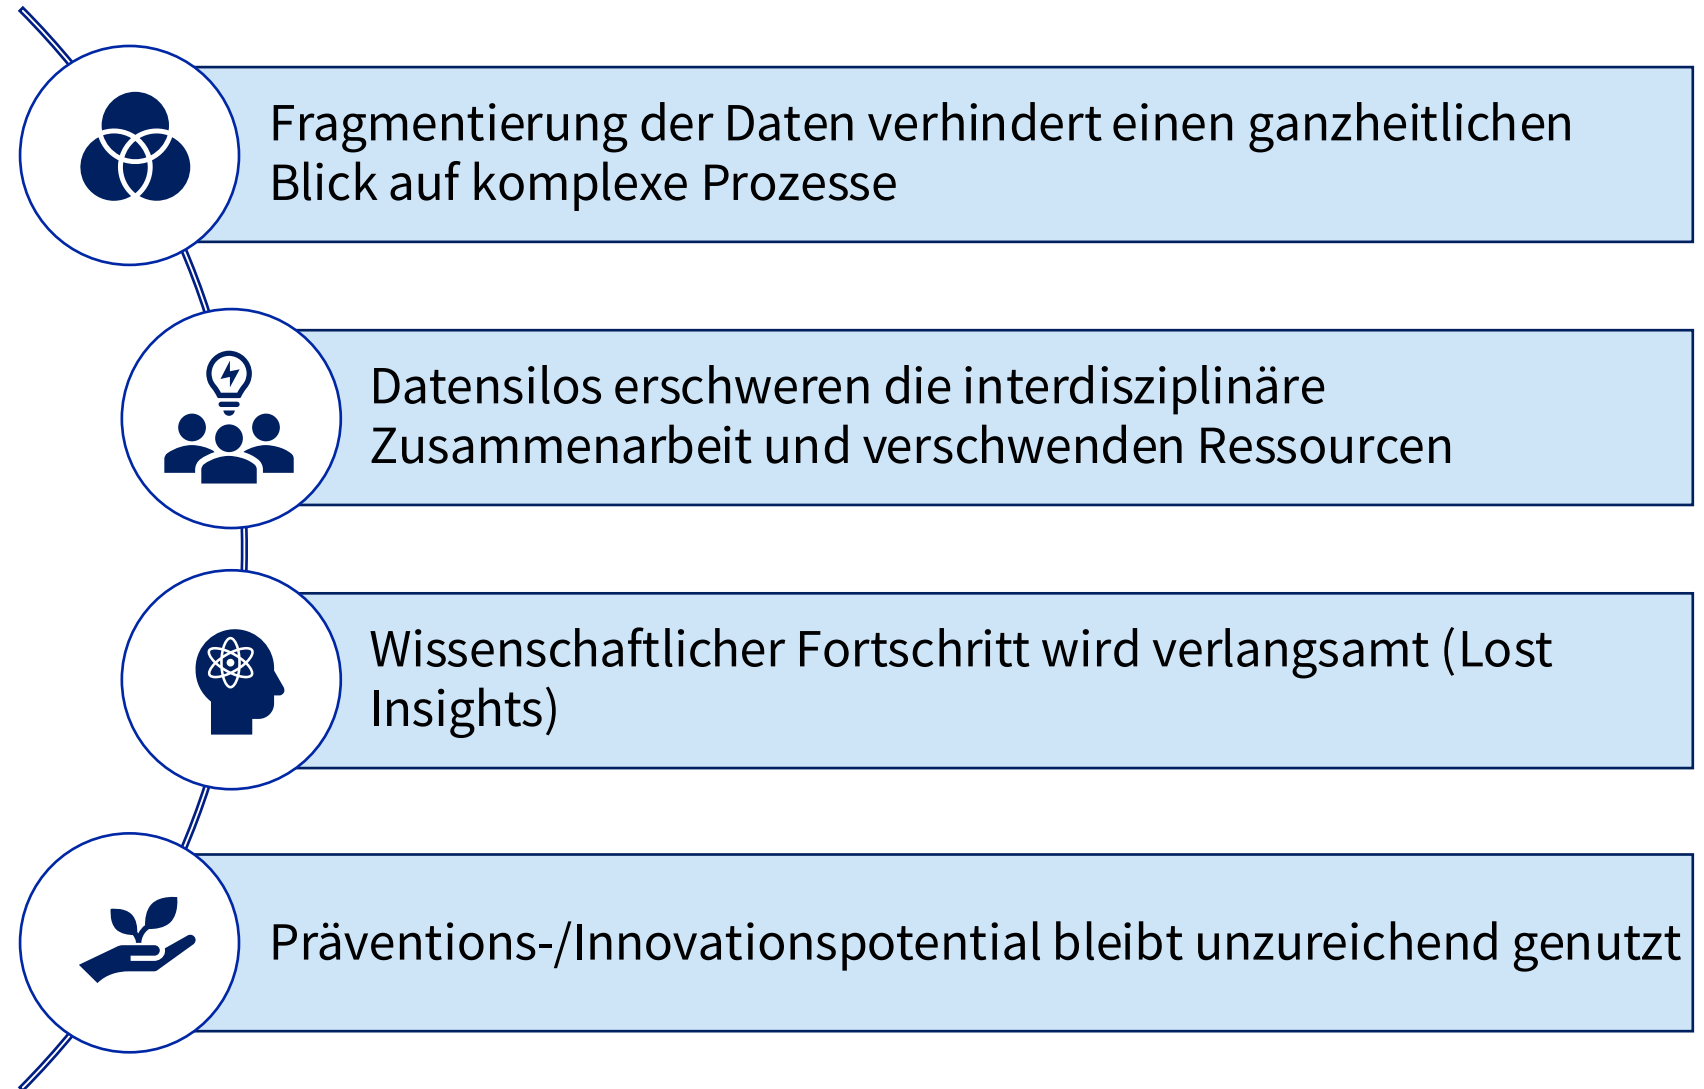 Fragmentierung der Daten verhindert einen ganzheitlichen
Blick auf komplexe Prozesse
Datensilos erschweren die interdisziplinäre
Zusammenarbeit und verschwenden Ressourcen
Wissenschaftlicher Fortschritt wird verlangsamt (Lost
Insights)
Präventions-/Innovationspotential bleibt unzureichend genutzt